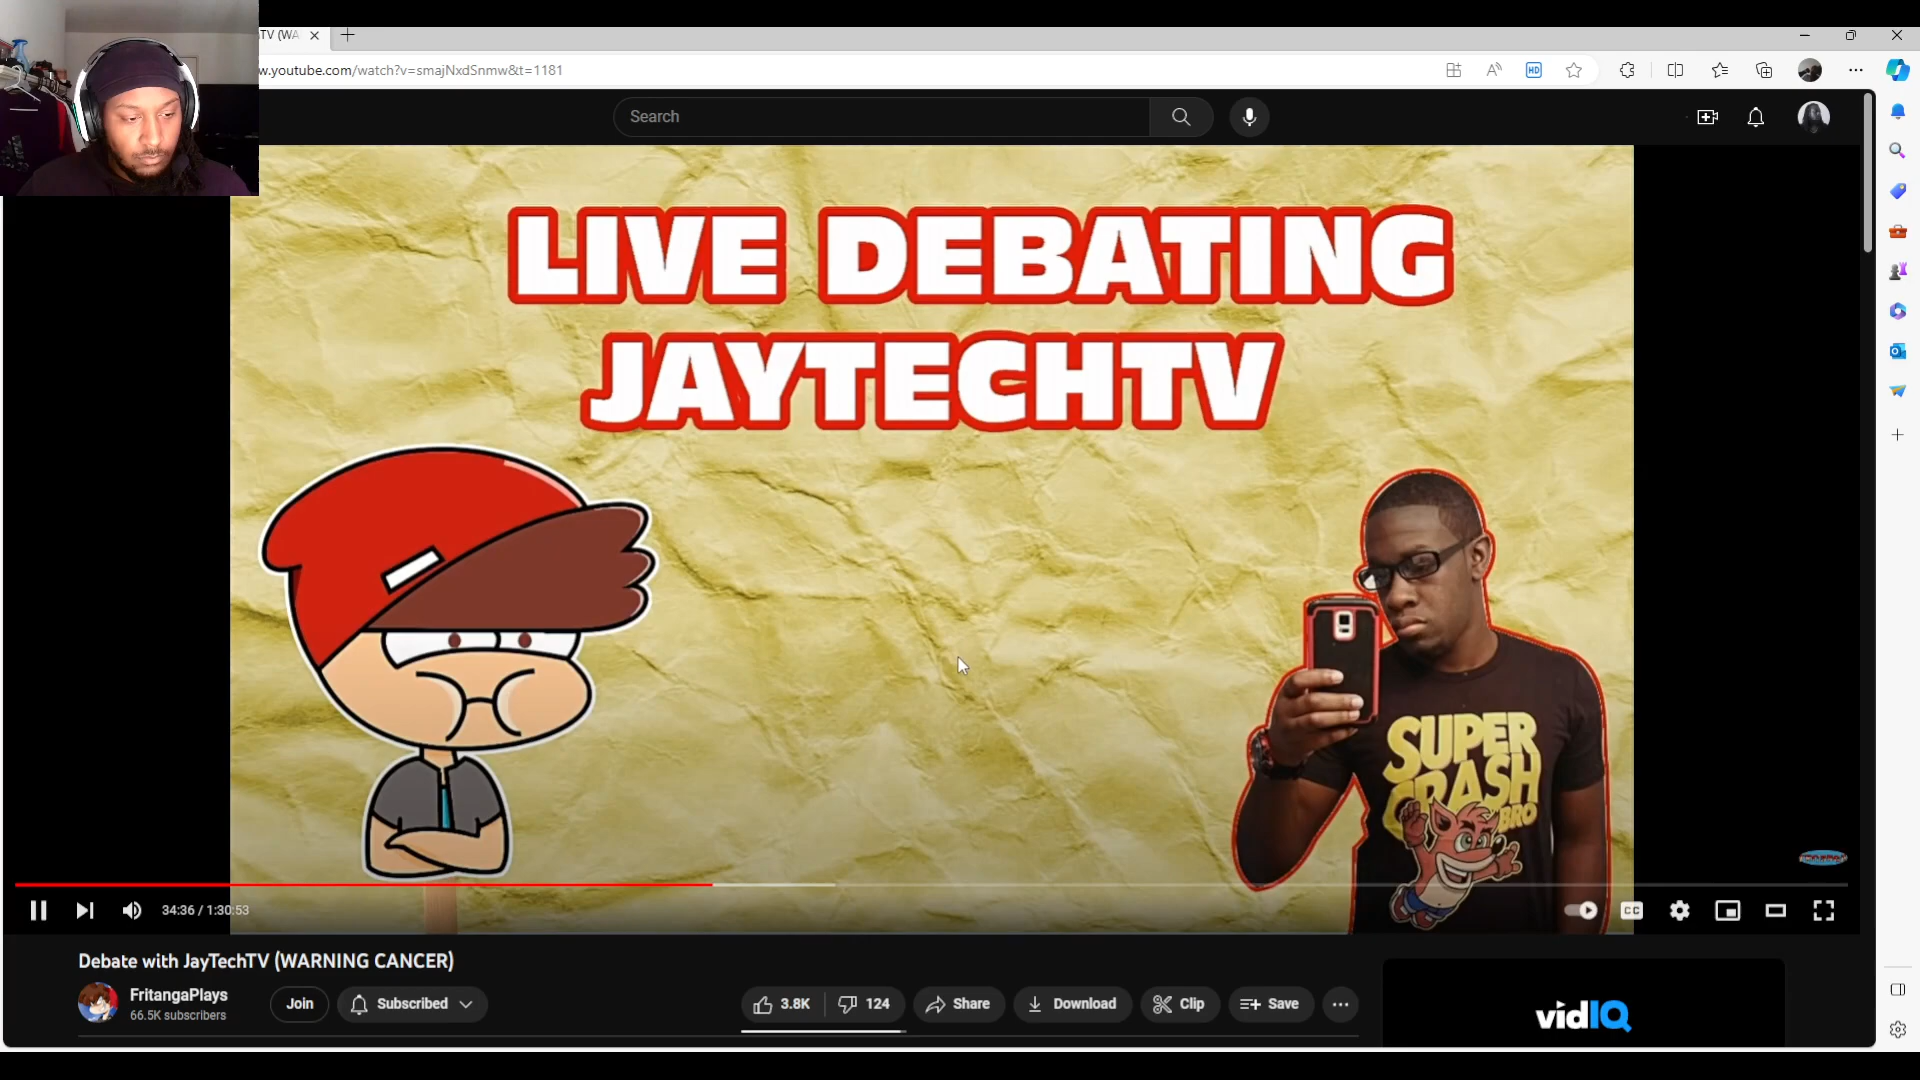 TV (WA
w.youtube.com/watch?v=smajNxdSnmw&t=1181
HD
Search
LIVE DEBATING
JAYTECHTV
SUPER
CRASH
BRO
34:36 / 1:30:53
CC
Debate with JayTechTV (WARNING CANCER)
FritangaPlays
66.5K subscribers
Join
Subscribed
3.8K
124
Share
Download
Clip
Save
vidIQ